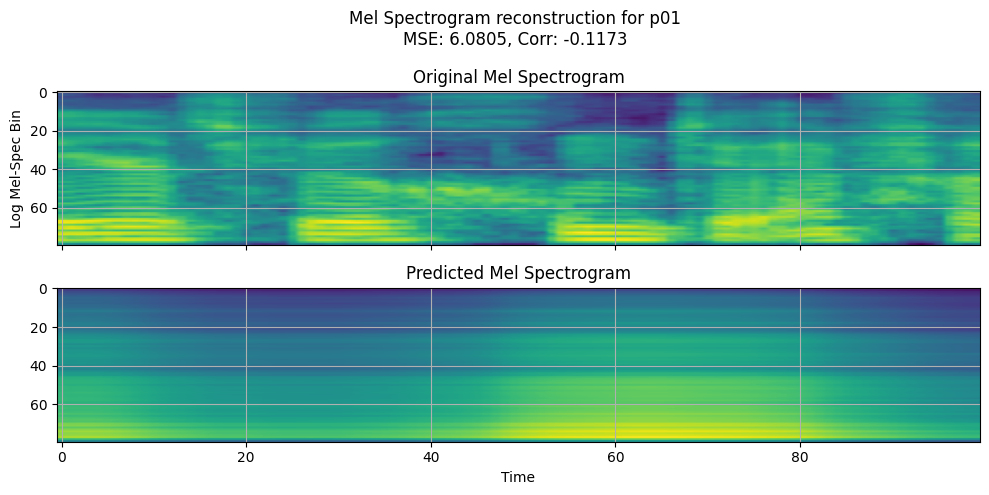 Mel Spectrogram reconstruction for p01
MSE: 6.0805, Corr: -0.1173
Original Mel Spectrogram
Log Mel-Spec Bin
0
20
40
60
Predicted Mel Spectrogram
0
20
40
60
0 20 40 60 80
Time